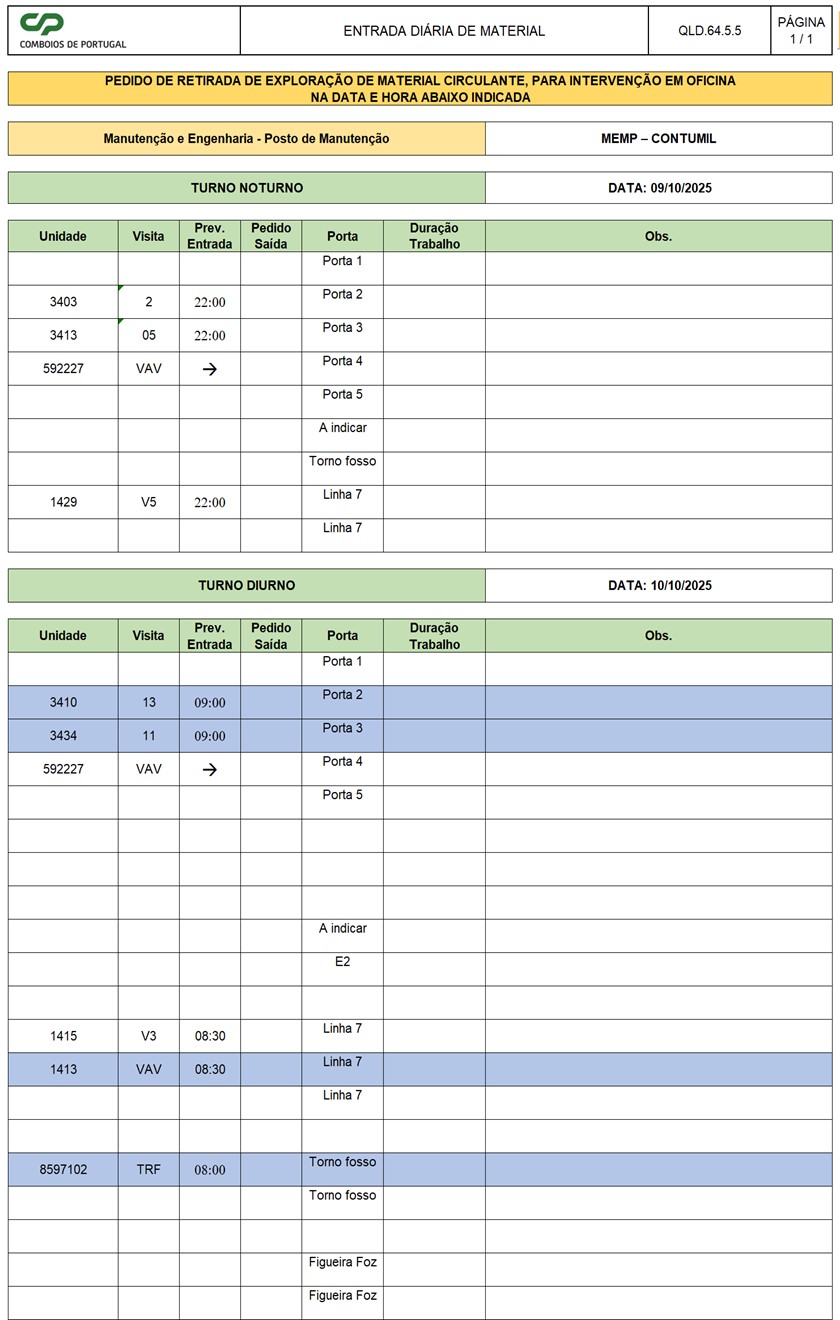 CP
COMBOIOS DE PORTUGAL
ENTRADA DIÁRIA DE MATERIAL
QLD.64.5.5
PÁGINA
1 / 1
PEDIDO DE RETIRADA DE EXPLORAÇÃO DE MATERIAL CIRCULANTE, PARA INTERVENÇÃO EM OFICINA
NA DATA E HORA ABAIXO INDICADA
Manutenção e Engenharia - Posto de Manutenção
MEMP – CONTUMIL
TURNO NOTURNO
DATA: 09/10/2025
Unidade Visita Prev. Entrada Pedido Saída Porta Duração Trabalho Obs.
Porta 1
3403 2 22:00 Porta 2
3413 05 22:00 Porta 3
592227 VAV → Porta 4
Porta 5
A indicar
Torno fosso
1429 V5 22:00 Linha 7
Linha 7
TURNO DIURNO
DATA: 10/10/2025
Unidade Visita Prev. Entrada Pedido Saída Porta Duração Trabalho Obs.
Porta 1
3410 13 09:00 Porta 2
3434 11 09:00 Porta 3
592227 VAV → Porta 4
Porta 5
A indicar
E2
1415 V3 08:30 Linha 7
1413 VAV 08:30 Linha 7
Linha 7
8597102 TRF 08:00 Torno fosso
Torno fosso
Figueira Foz
Figueira Foz